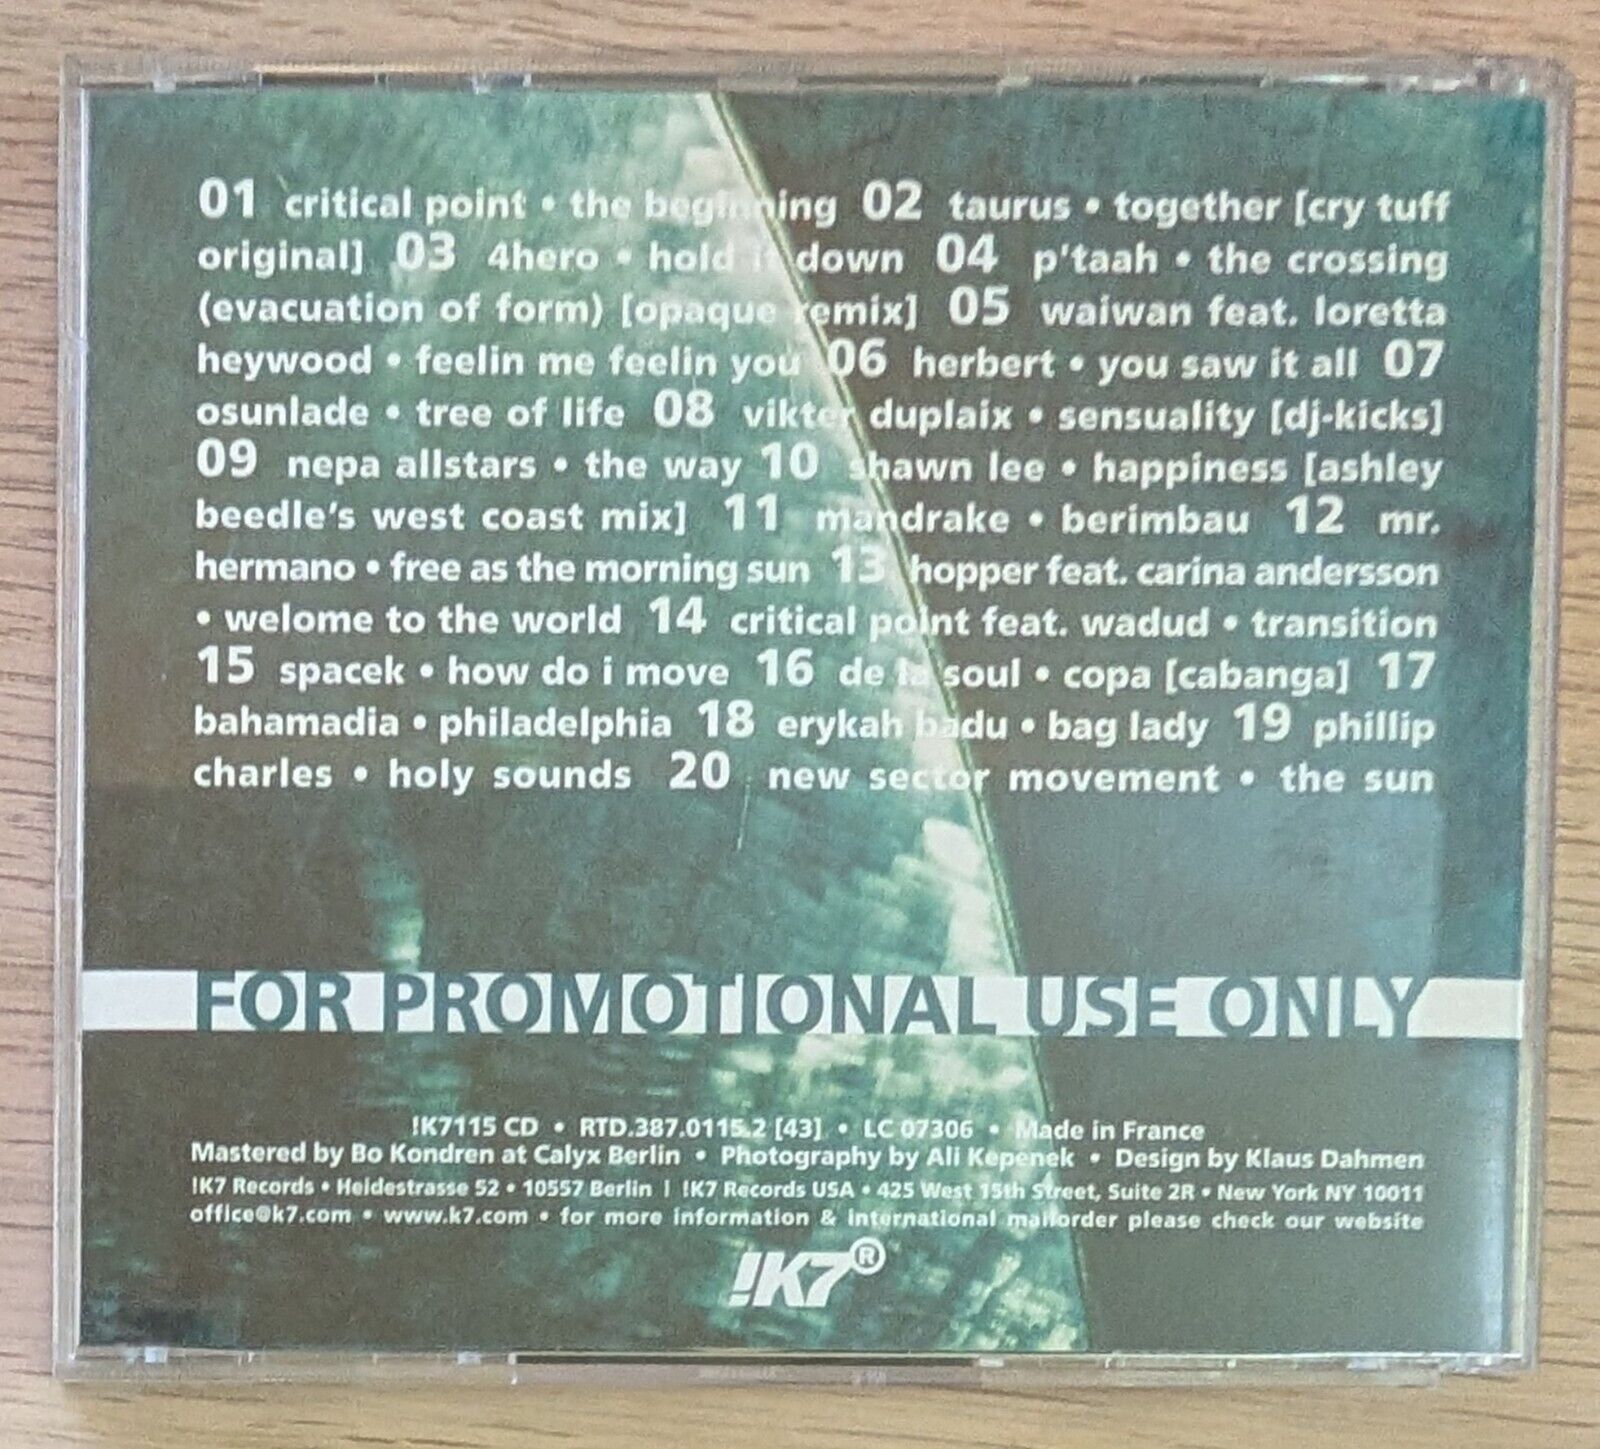 01 critical point • the beginning 02 taurus • together [cry tuff
original] 03 4hero • hold it down 04 p'taah • the crossing
(evacuation of form) [opaque remix] 05 waiwan feat. loretta
heywood • feelin me feelin you 06 herbert • you saw it all 07
osunlade • tree of life 08 vikter duplaix • sensuality [dj-kicks]
09 nepa allstars • the way 10 shawn lee • happiness [ashley
beedle's west coast mix] 11 mandrake • berimbau 12 mr.
hermano • free as the morning sun 13 hopper feat. carina andersson
• welome to the world 14 critical point feat. wadud • transition
15 spacek • how do i move 16 de la soul • copa [cabanga] 17
bahamadia • philadelphia 18 erykah badu • bag lady 19 phillip
charles • holy sounds 20 new sector movement • the sun
FOR PROMOTIONAL USE ONLY
!K7115 CD • RTD.387.0115.2 [43] • LC 07306 • Made in France
Mastered by Bo Kondren at Calyx Berlin • Photography by Ali Kepenek • Design by Klaus Dahmen
!K7 Records • Heidestrasse 52 • 10557 Berlin | !K7 Records USA • 425 West 15th Street, Suite 2R • New York NY 10011
office@k7.com • www.k7.com • for more information & international mailorder please check our website
!K7®